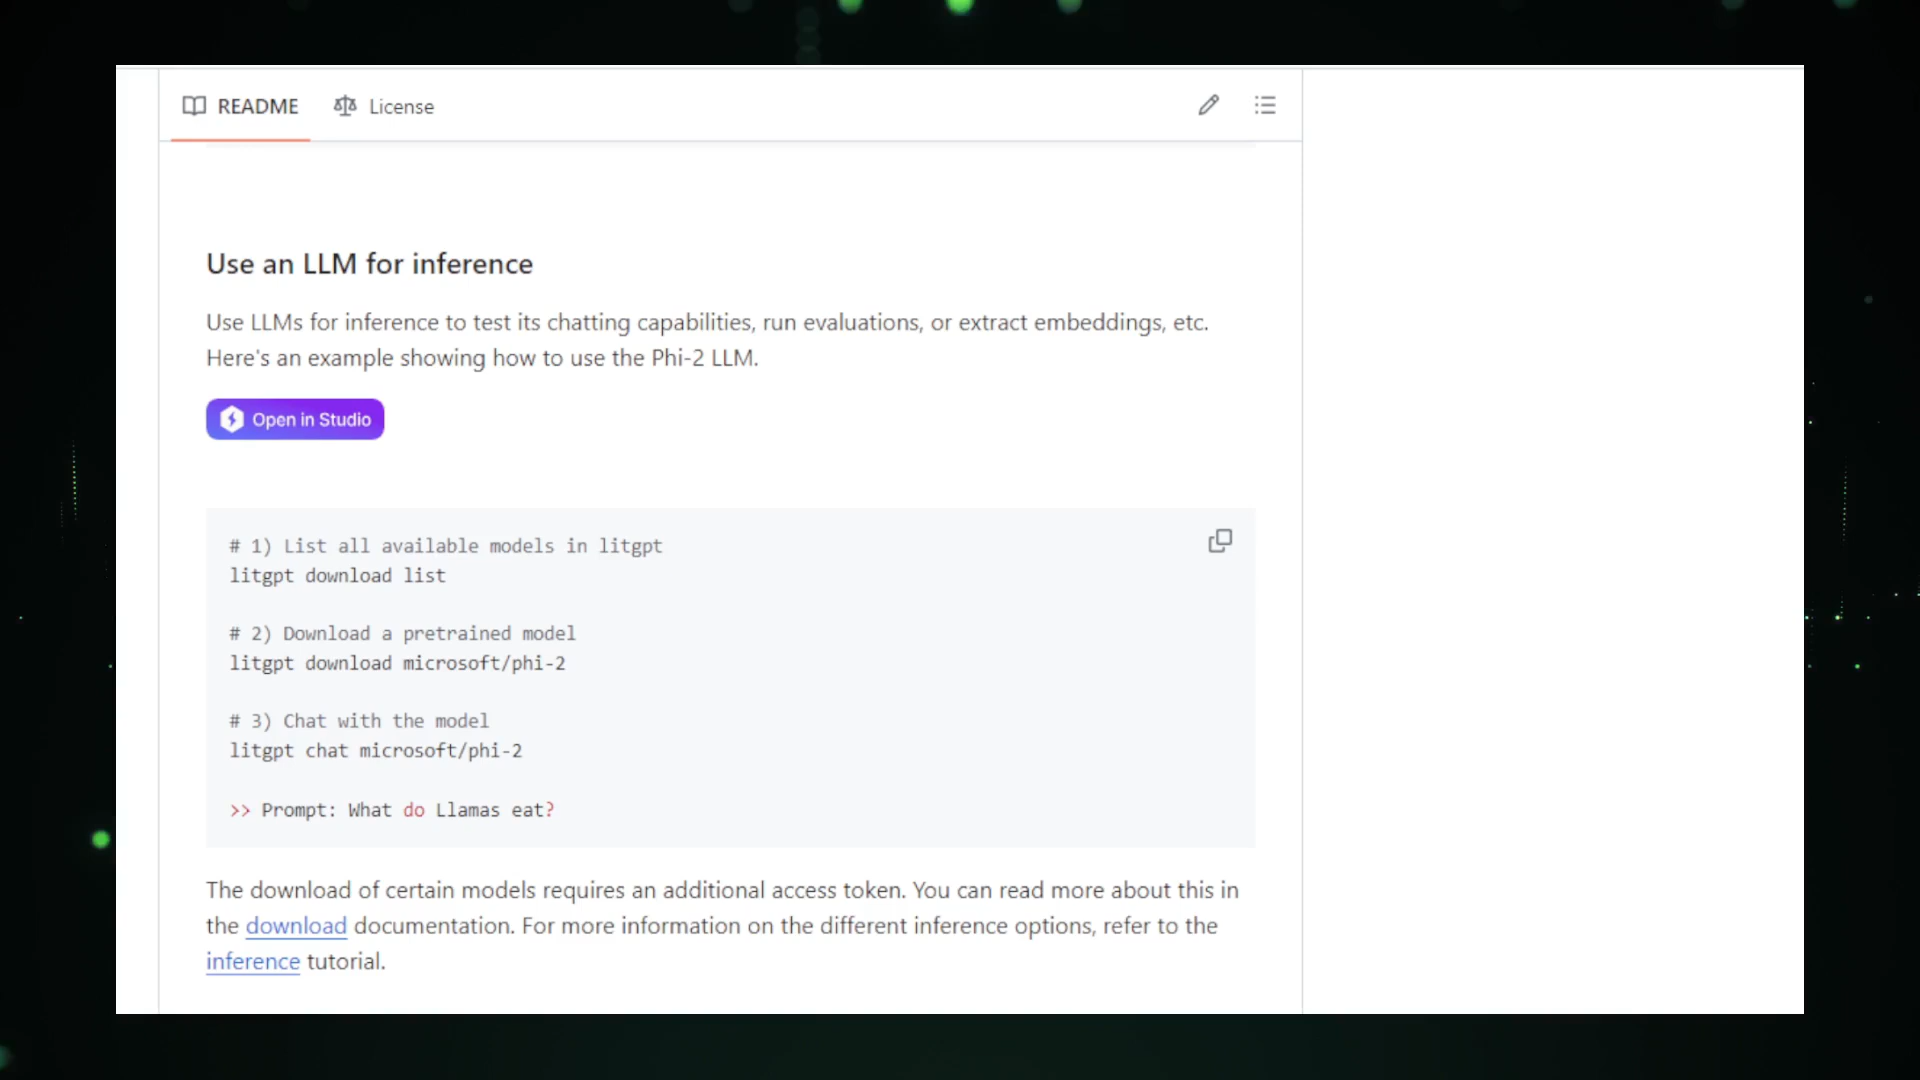 README License
Use an LLM for inference
Use LLMs for inference to test its chatting capabilities, run evaluations, or extract embeddings, etc.
Here's an example showing how to use the Phi-2 LLM.
Open in Studio
# 1) List all available models in litgpt
litgpt download list
# 2) Download a pretrained model
litgpt download microsoft/phi-2
# 3) Chat with the model
litgpt chat microsoft/phi-2
>> Prompt: What do Llamas eat?
The download of certain models requires an additional access token. You can read more about this in
the download documentation. For more information on the different inference options, refer to the
inference tutorial.